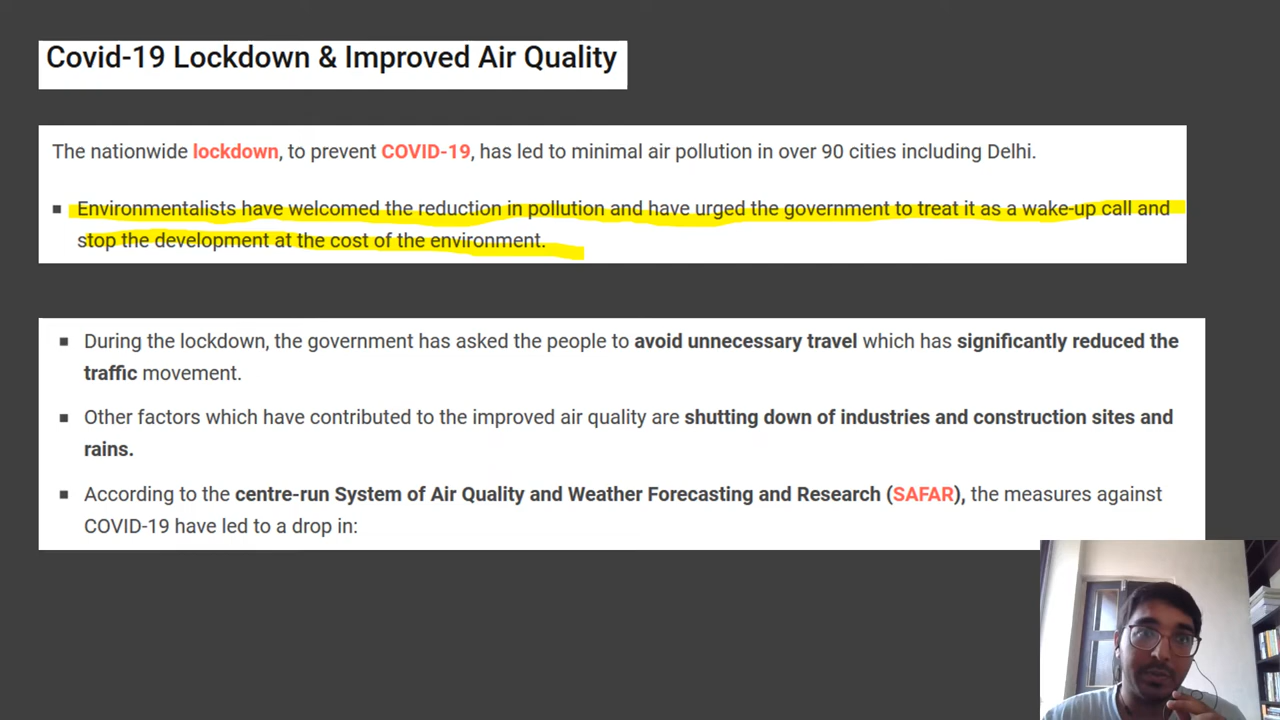 Covid-19 Lockdown & Improved Air Quality
The nationwide lockdown, to prevent COVID-19, has led to minimal air pollution in over 90 cities including Delhi.
Environmentalists have welcomed the reduction in pollution and have urged the government to treat it as a wake-up call and
stop the development at the cost of the environment.
During the lockdown, the government has asked the people to avoid unnecessary travel which has significantly reduced the
traffic movement.
Other factors which have contributed to the improved air quality are shutting down of industries and construction sites and
rains.
According to the centre-run System of Air Quality and Weather Forecasting and Research (SAFAR), the measures against
COVID-19 have led to a drop in: